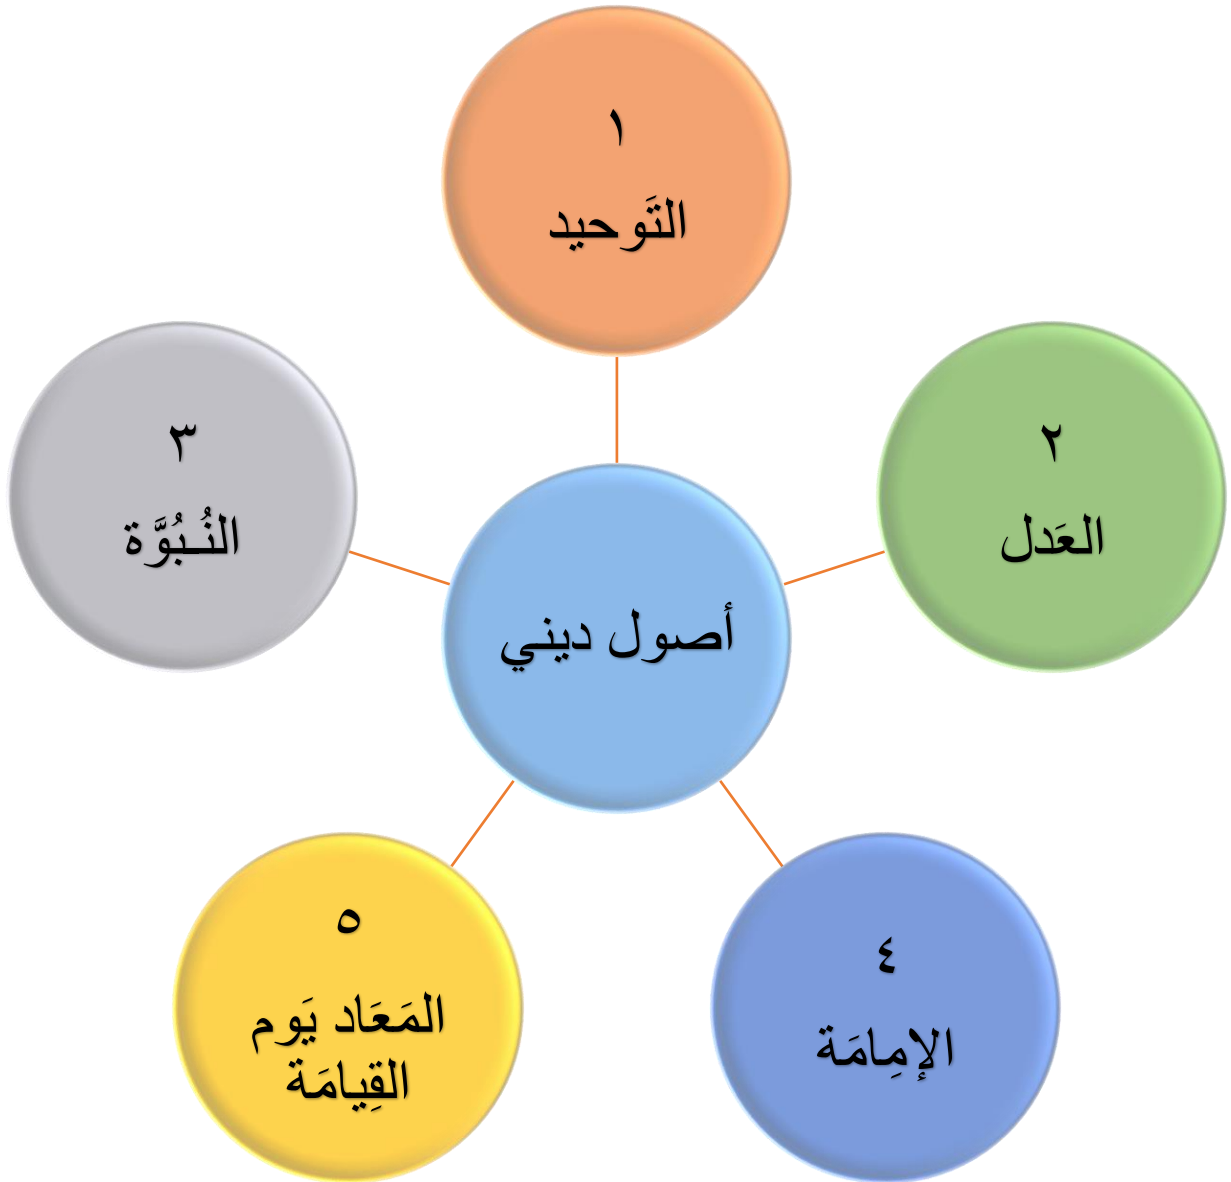 أصول ديني
١
التَوحيد
٢
العَدل
٣
النُـبُوَّة
٤
الإمِامَة
٥
المَعَاد يَوم
القِيامَة